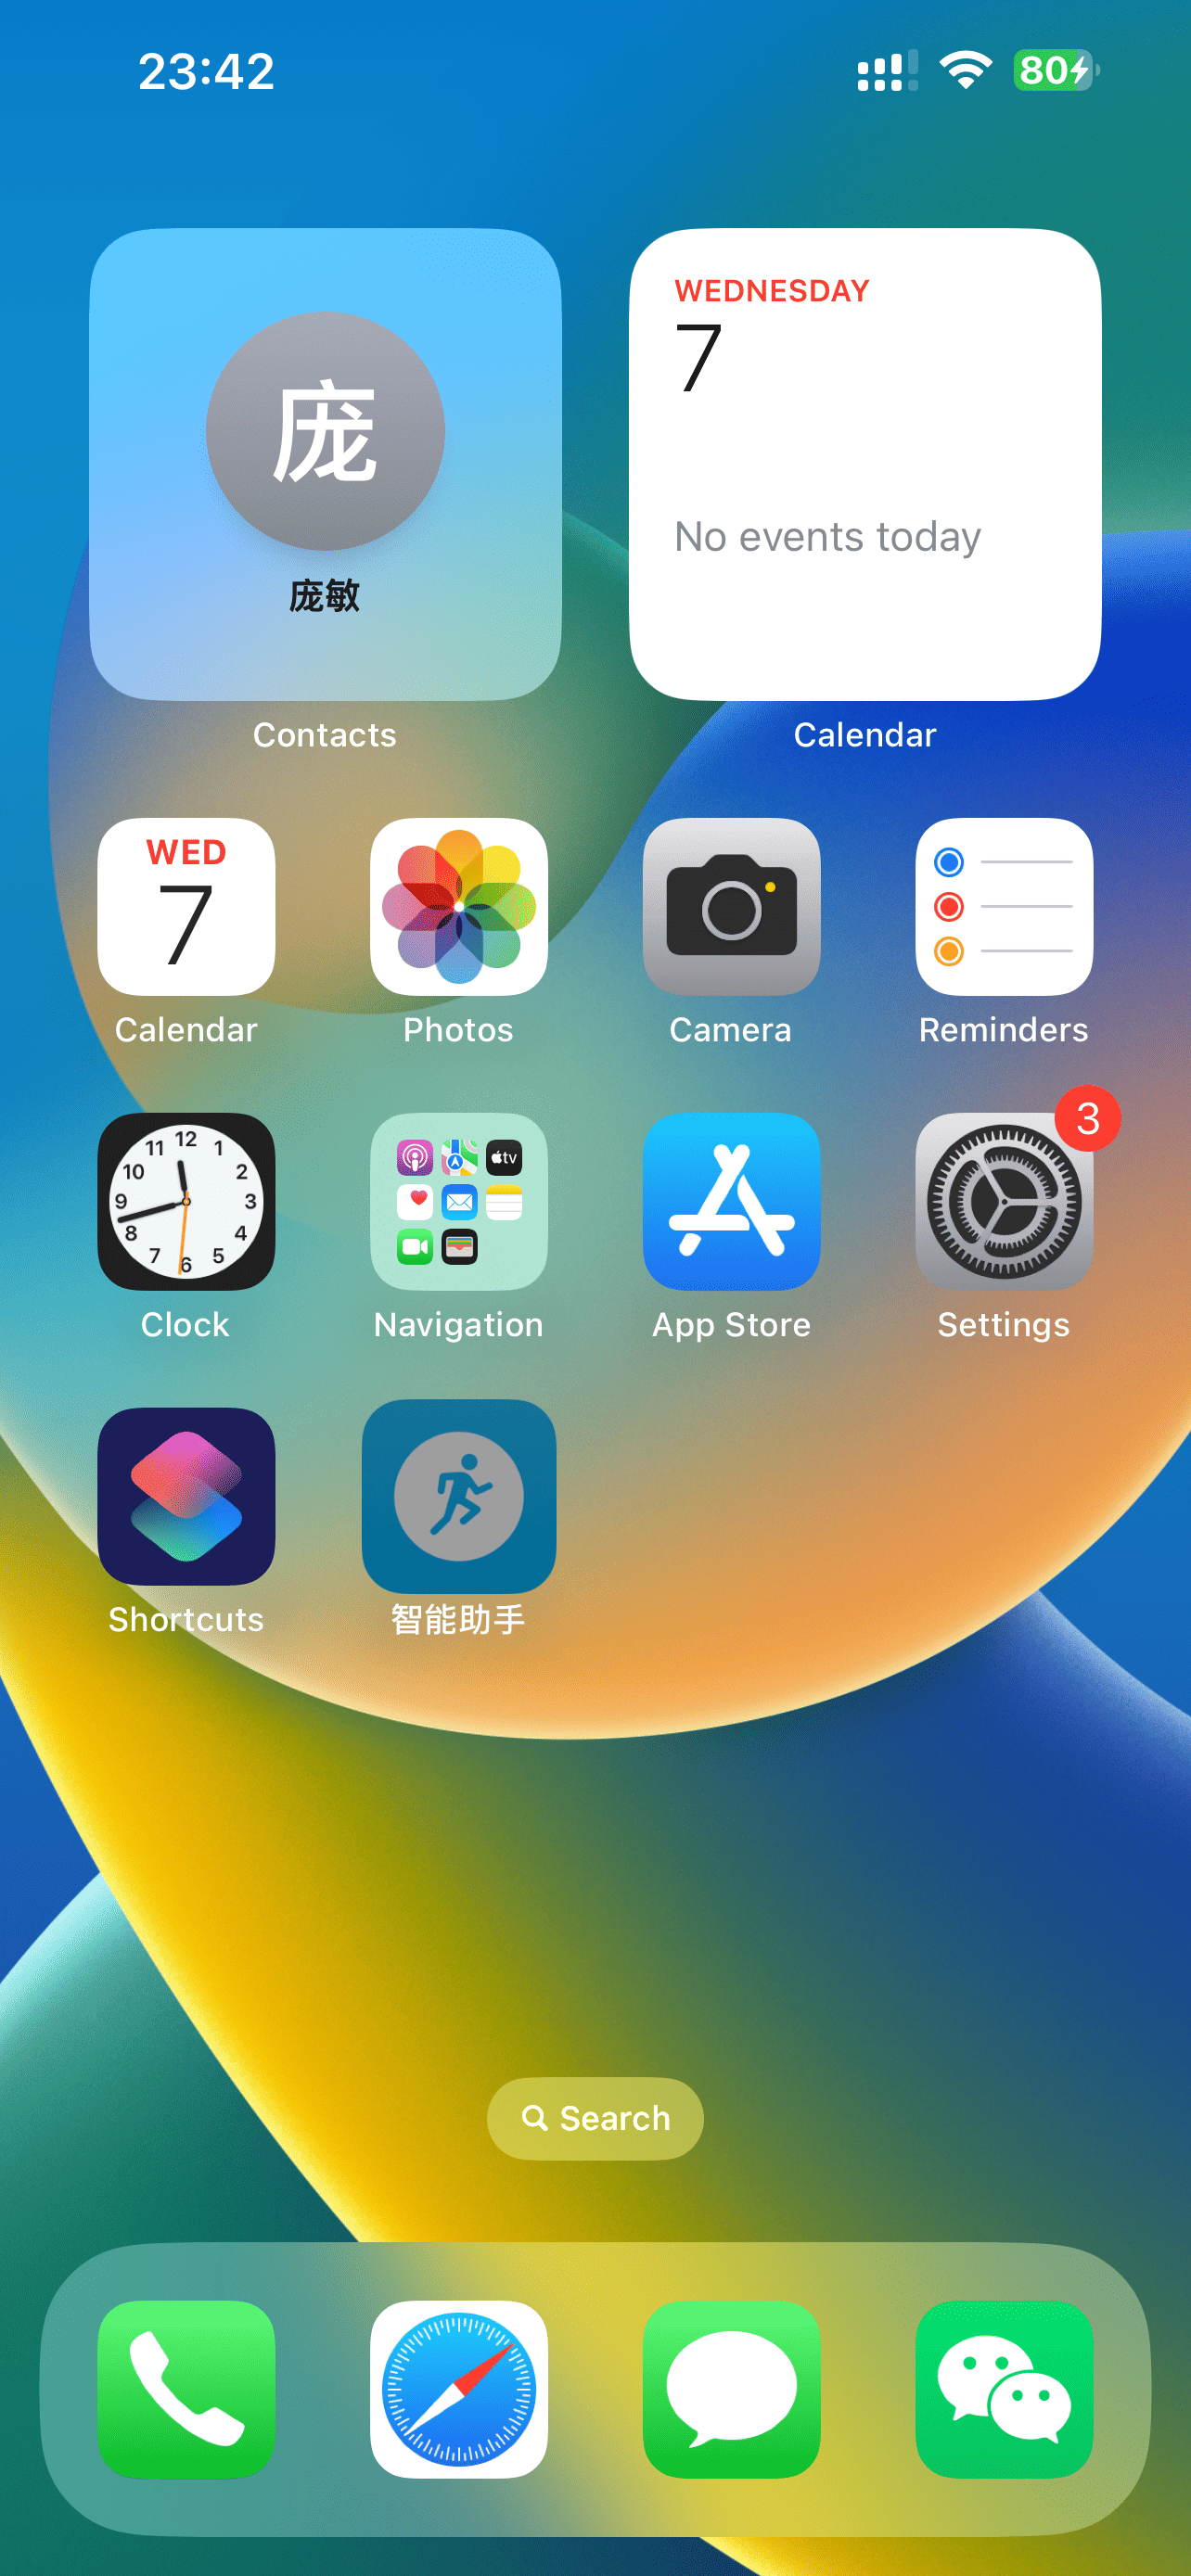 23:42
80
WEDNESDAY
7
庞
No events today
庞敏
Contacts
Calendar
WED
7
Calendar
Photos
Camera
Reminders
3
12
11
1
10
2
9
3
8
4
7
5
6
tv
Clock
Navigation
App Store
Settings
Shortcuts
智能助手
Search